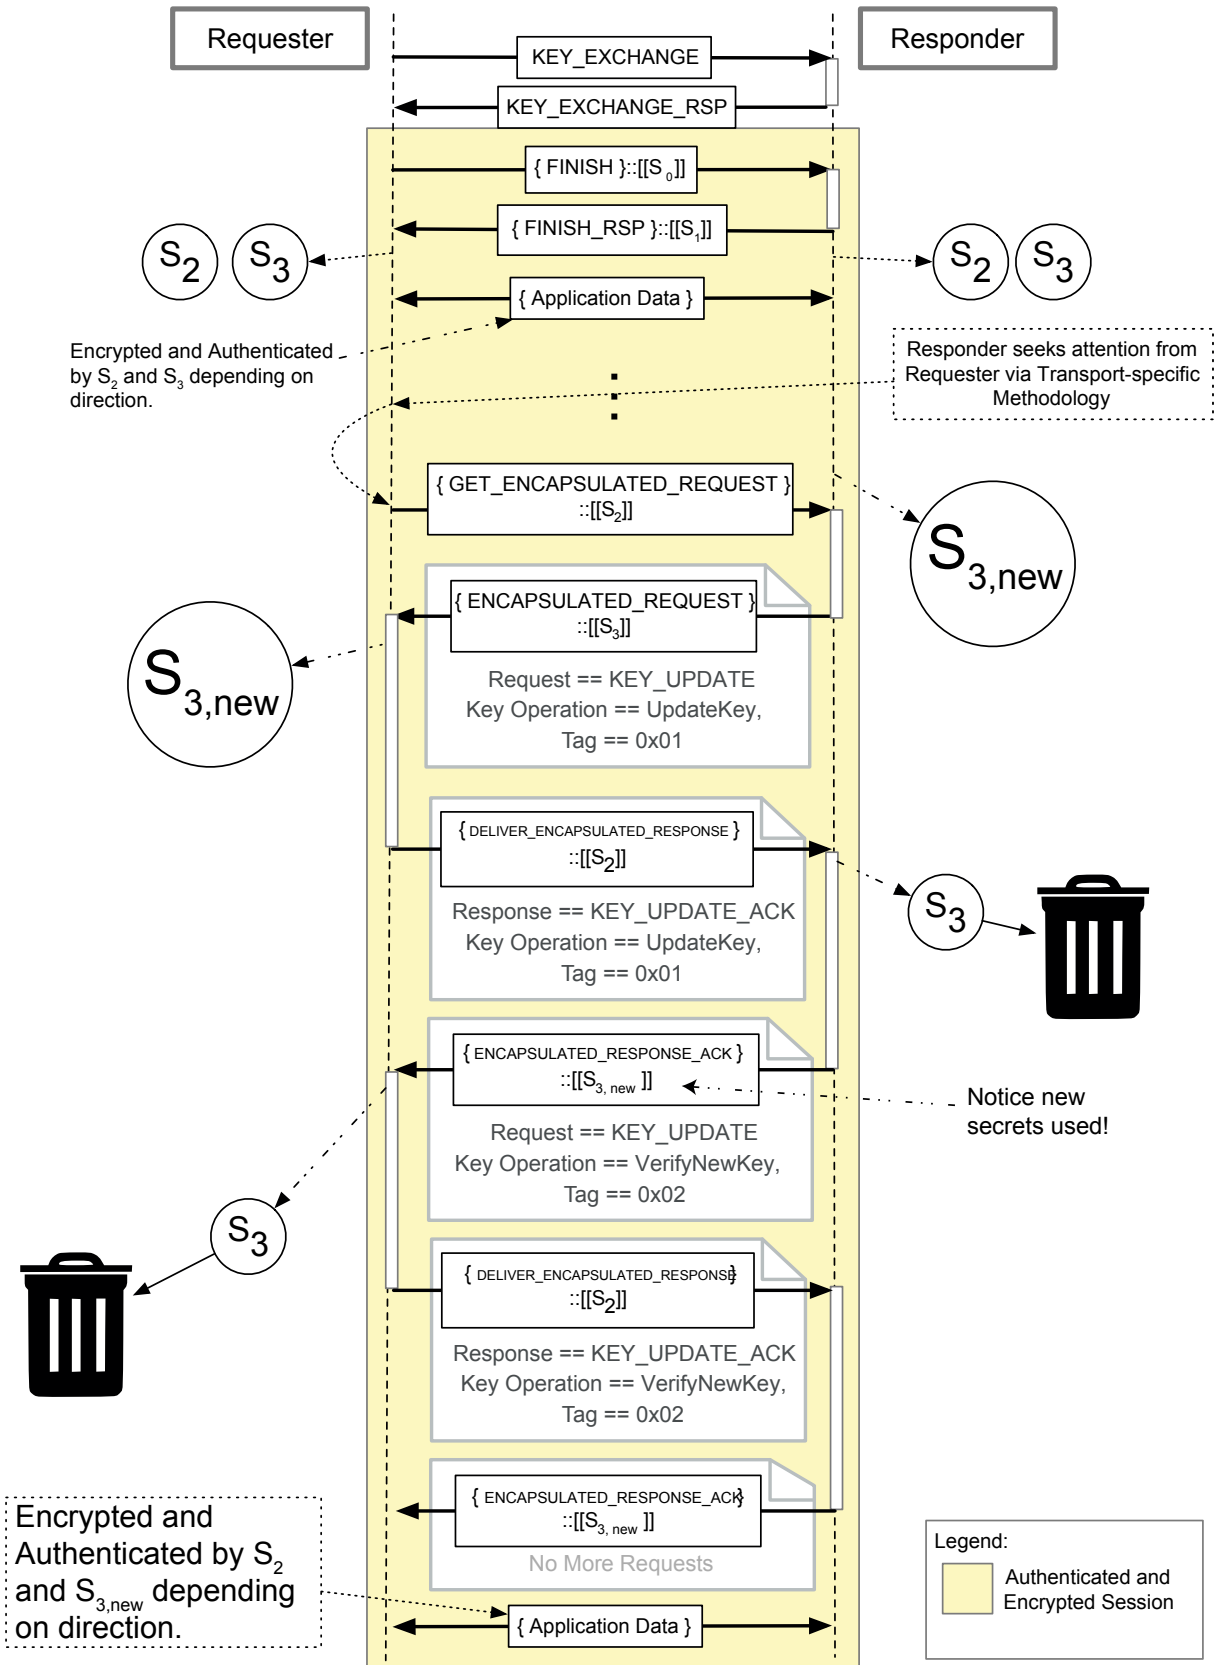 Requester
Responder
KEY_EXCHANGE
KEY_EXCHANGE_RSP
{ FINISH }::[[S0]]
{ FINISH_RSP }::[[S1]]
S2
S3
S2
S3
{ Application Data }
Encrypted and Authenticated
by S2 and S3 depending on
direction.
Responder seeks attention from
Requester via Transport-specific
Methodology
{ GET_ENCAPSULATED_REQUEST }
::[[S2]]
S3,new
{ ENCAPSULATED_REQUEST }
::[[S3]]
S3,new
Request == KEY_UPDATE
Key Operation == UpdateKey,
Tag == 0x01
{ DELIVER_ENCAPSULATED_RESPONSE }
::[[S2]]
S3
Response == KEY_UPDATE_ACK
Key Operation == UpdateKey,
Tag == 0x01
{ ENCAPSULATED_RESPONSE_ACK }
::[[S3, new ]]
Notice new
secrets used!
Request == KEY_UPDATE
Key Operation == VerifyNewKey,
Tag == 0x02
S3
{ DELIVER_ENCAPSULATED_RESPONSE }
::[[S2]]
Response == KEY_UPDATE_ACK
Key Operation == VerifyNewKey,
Tag == 0x02
{ ENCAPSULATED_RESPONSE_ACK }
::[[S3, new ]]
No More Requests
Encrypted and
Authenticated by S2
and S3,new depending
on direction.
{ Application Data }
Legend:
Authenticated and
Encrypted Session